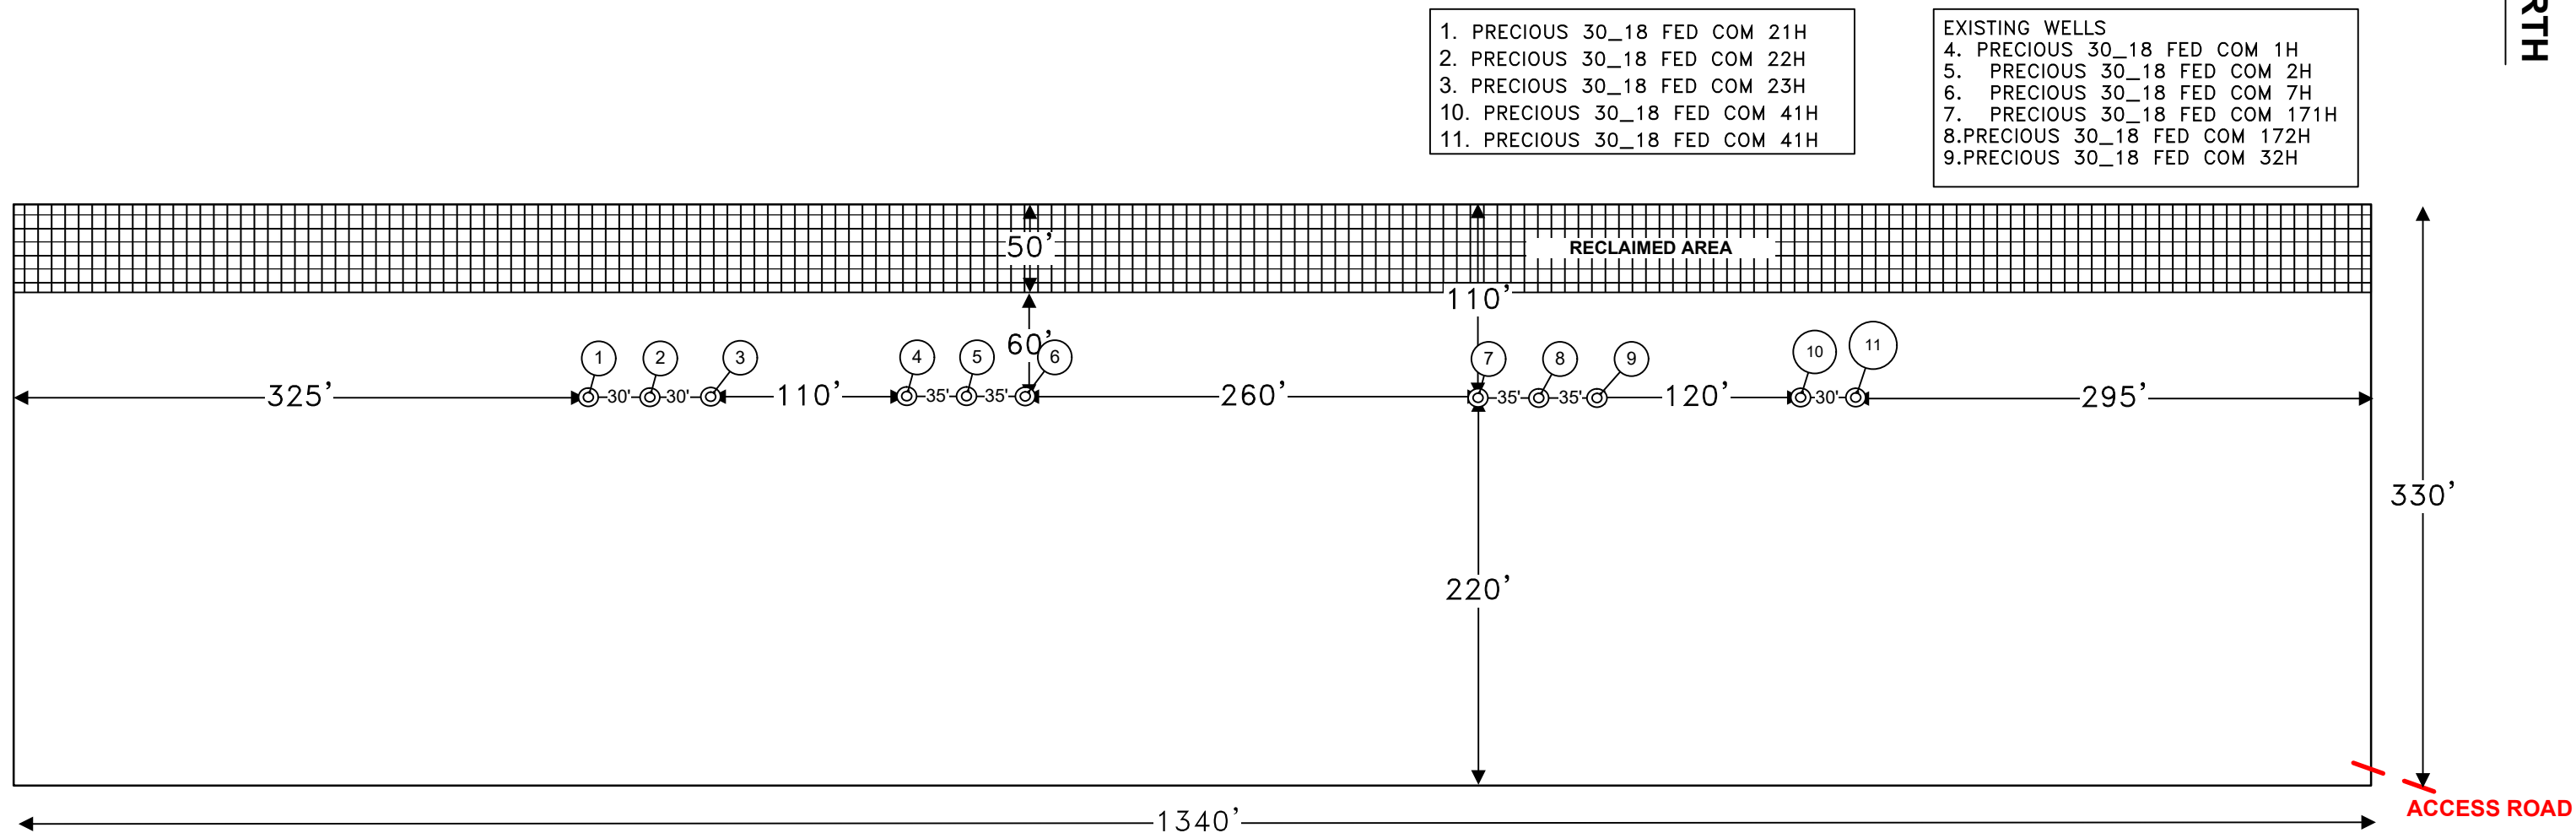 1. PRECIOUS 30_18 FED COM 21H
2. PRECIOUS 30_18 FED COM 22H
3. PRECIOUS 30_18 FED COM 23H
10. PRECIOUS 30_18 FED COM 41H
11. PRECIOUS 30_18 FED COM 41H
EXISTING WELLS
4. PRECIOUS 30_18 FED COM 1H
5. PRECIOUS 30_18 FED COM 2H
6. PRECIOUS 30_18 FED COM 7H
7. PRECIOUS 30_18 FED COM 171H
8.PRECIOUS 30_18 FED COM 172H
9.PRECIOUS 30_18 FED COM 32H
RTH
50'
RECLAIMED AREA
110'
60'
1 2 3 4 5 6 7 8 9 10 11
325' 30' 30' 110' 35' 35' 260' 35' 35' 120' 30' 295'
330'
220'
ACCESS ROAD
1340'